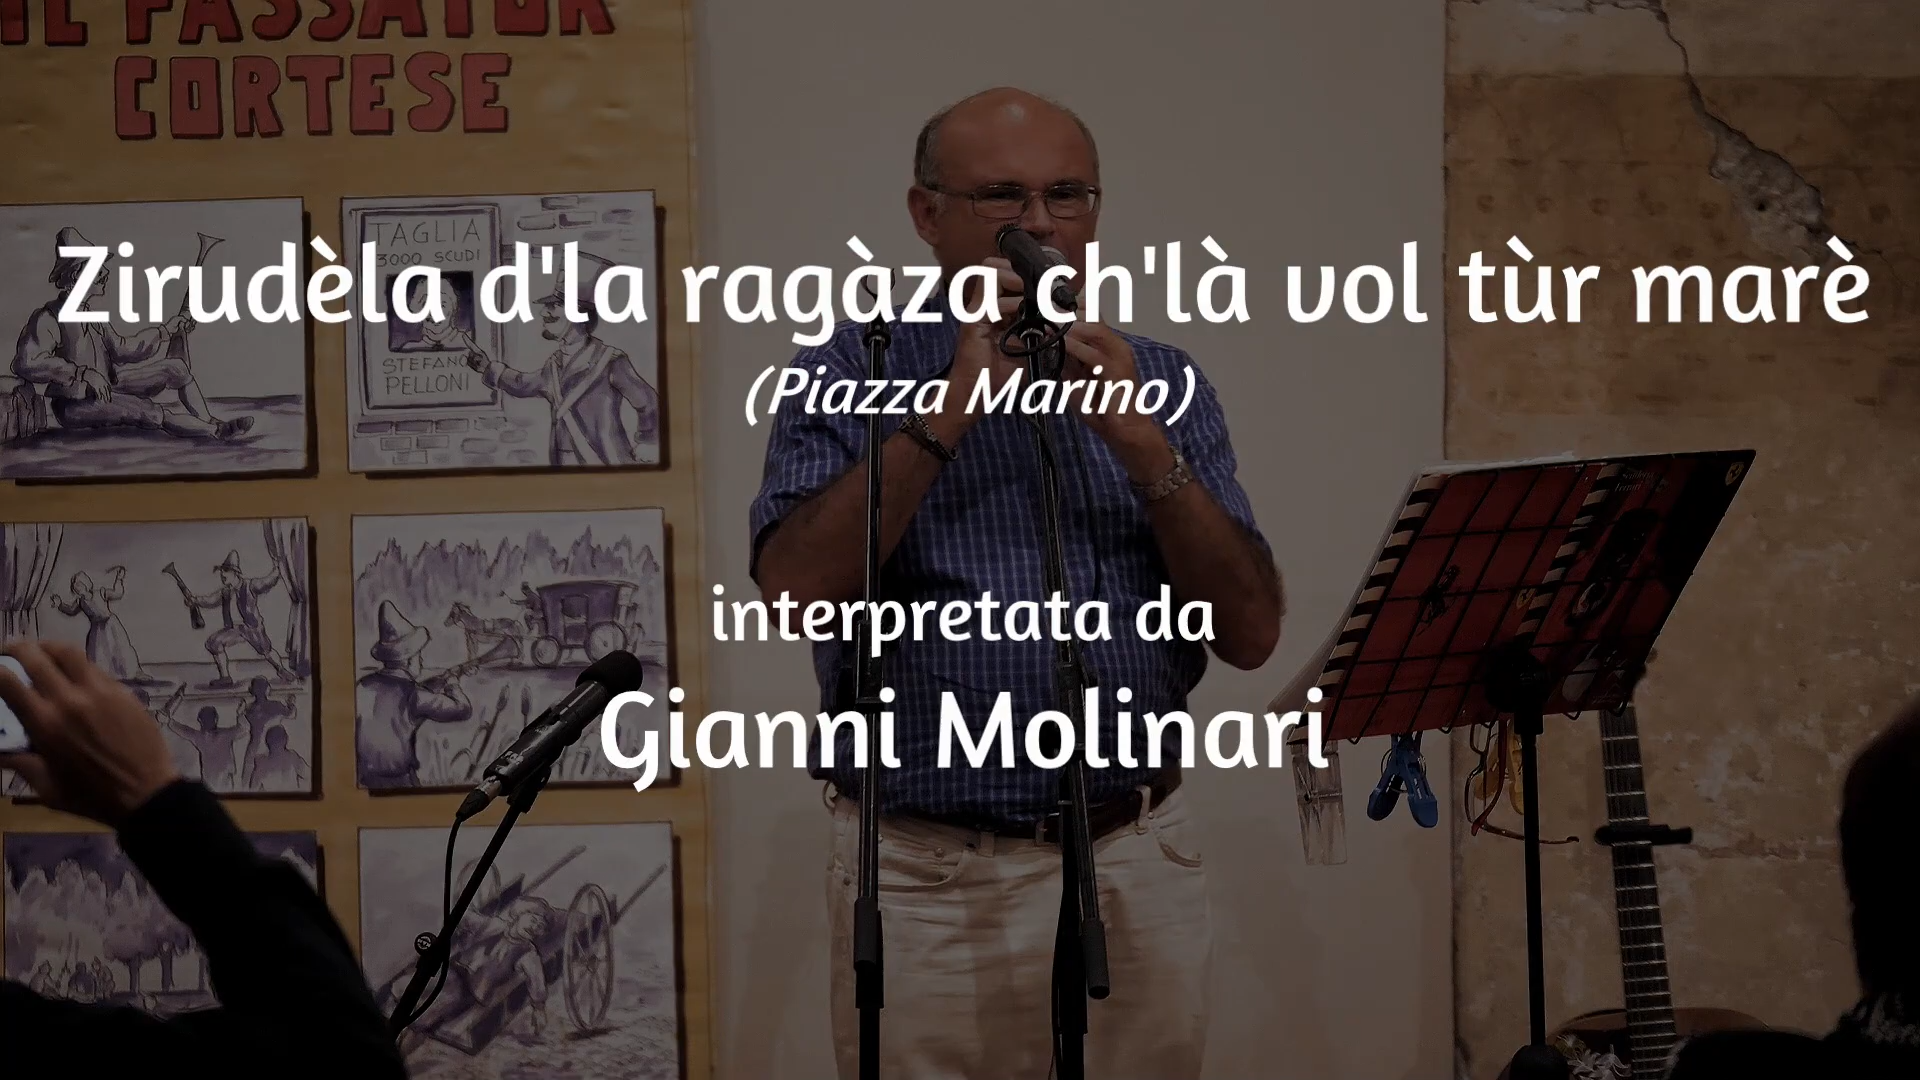 IL PASSATOR
CORTESE
TAGLIA
3000 SCUDI
STEFANO
PELLONI
Zirudèla d'la ragàza ch'là vol tùr marè
(Piazza Marino)
interpretata da
Gianni Molinari